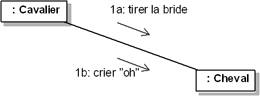 : Cavalier
1a: tirer la bride
1b: crier "oh"
: Cheval